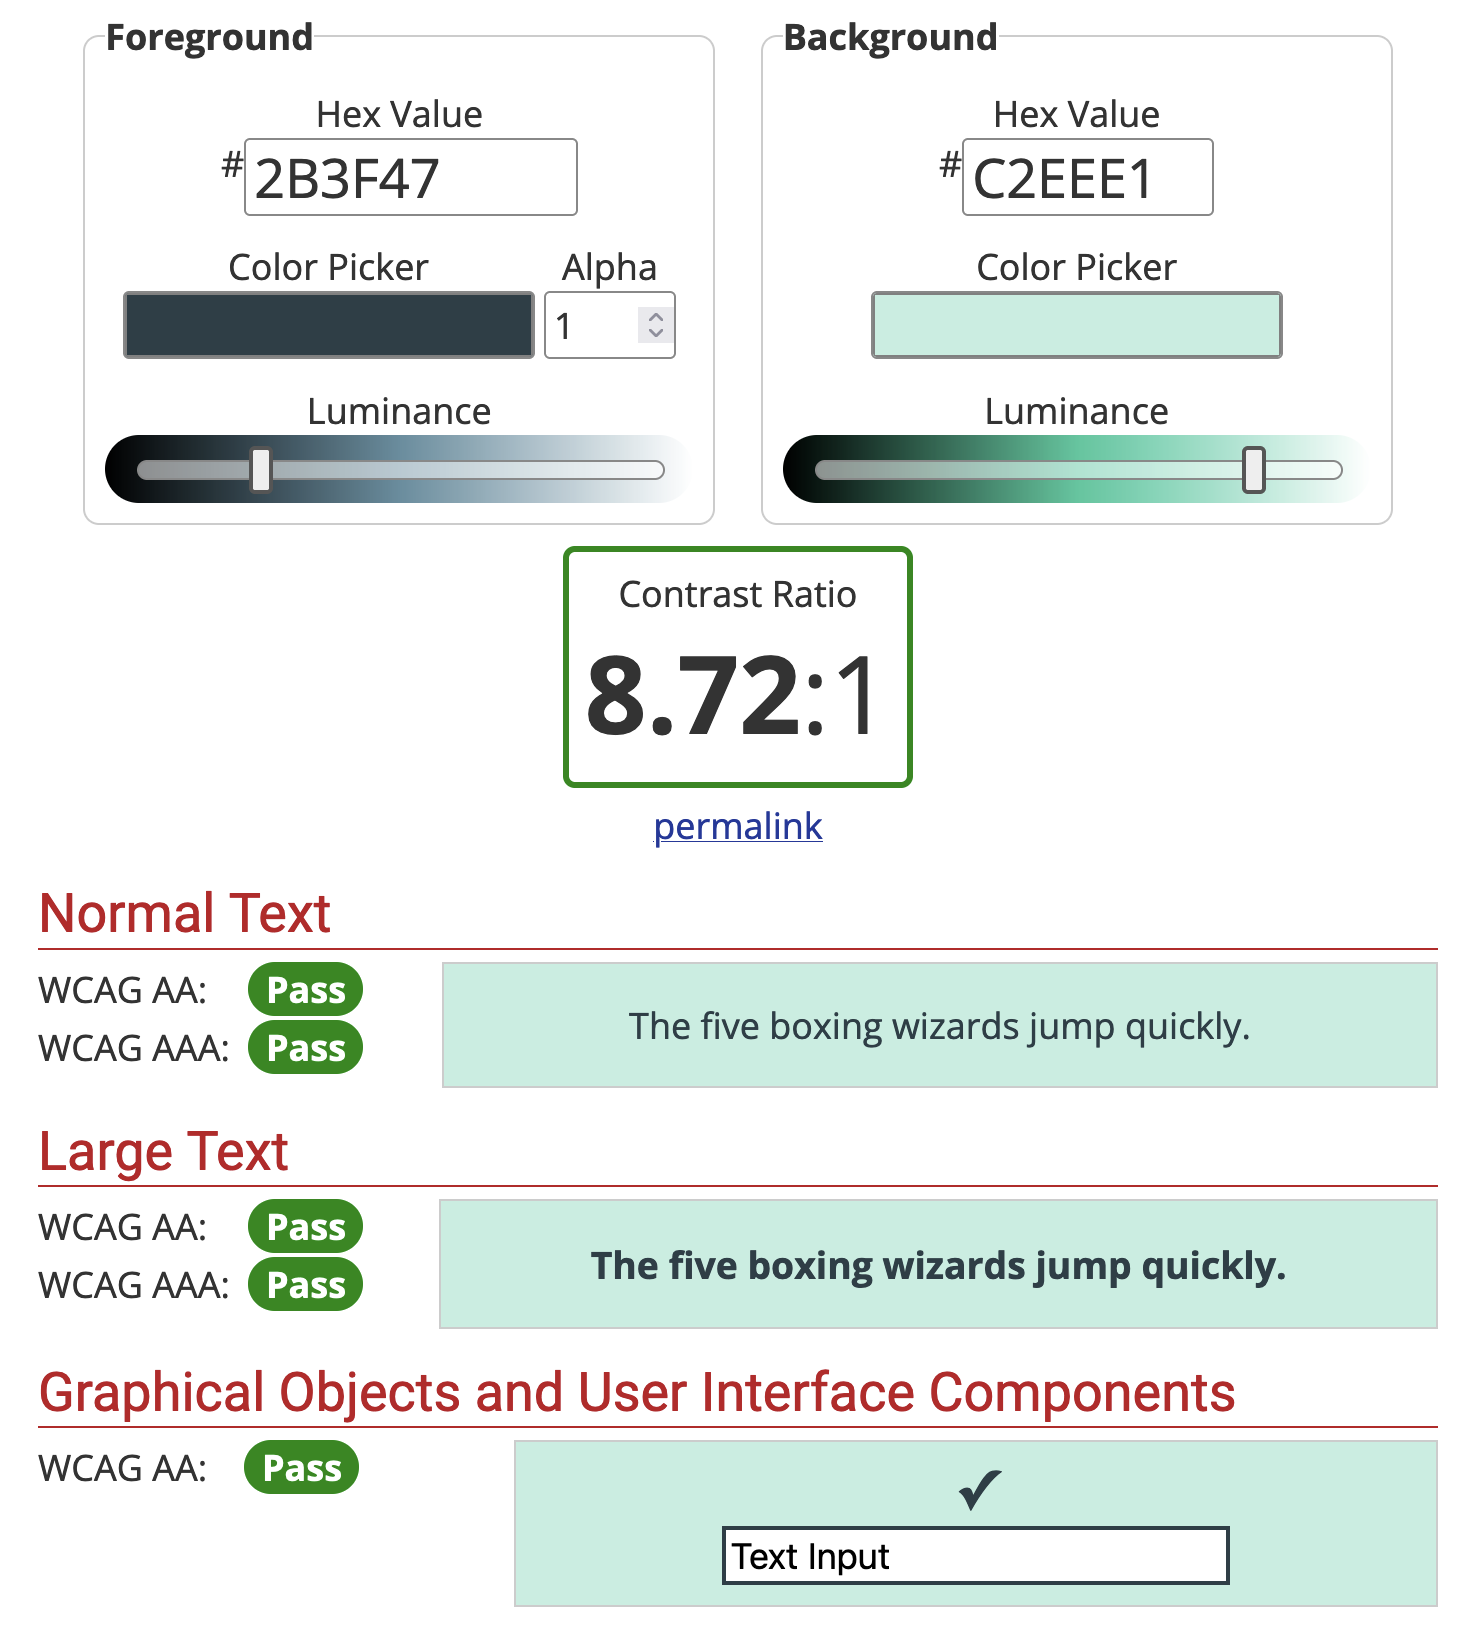 Foreground
Hex Value
#2B3F47
Color Picker
Alpha
1
Luminance
Background
Hex Value
#C2EEE1
Color Picker
Luminance
Contrast Ratio
8.72:1
permalink
Normal Text
WCAG AA: Pass
WCAG AAA: Pass
The five boxing wizards jump quickly.
Large Text
WCAG AA: Pass
WCAG AAA: Pass
The five boxing wizards jump quickly.
Graphical Objects and User Interface Components
WCAG AA: Pass
✓
Text Input